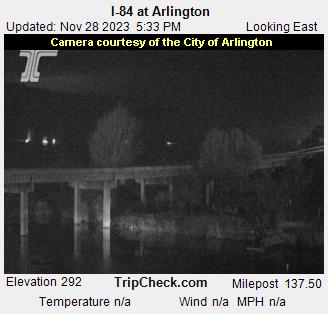 I-84 at Arlington
Updated: Nov 28 2023 5:33 PM Looking East
Camera courtesy of the City of Arlington
Elevation 292 TripCheck.com Milepost 137.50
Temperature n/a Wind n/a MPH n/a